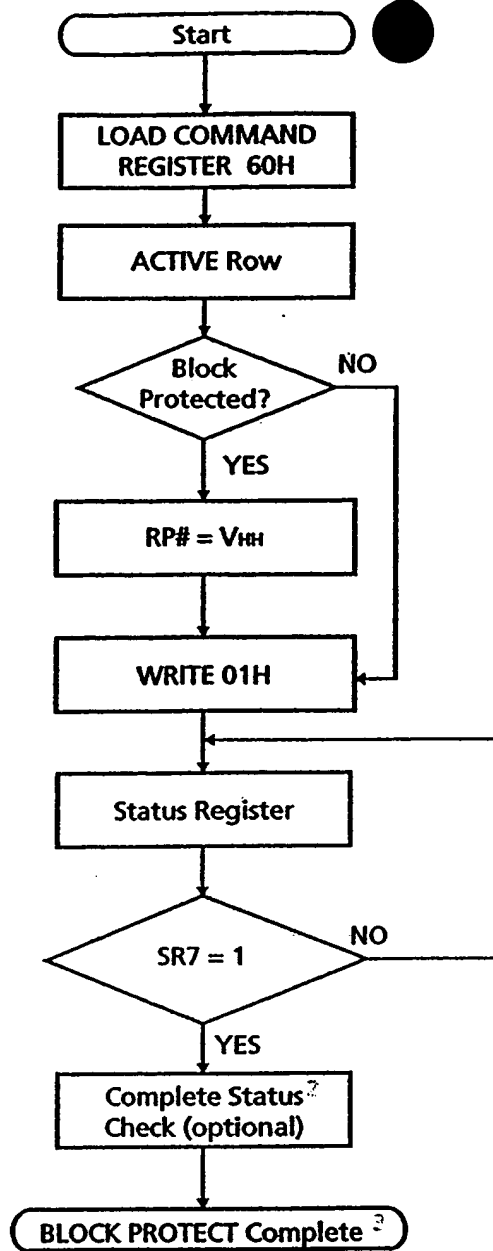 Start
LOAD COMMAND
REGISTER 60H
ACTIVE Row
Block
Protected?
NO
YES
RP# = VHH
WRITE 01H
Status Register
SR7 = 1
NO
YES
Complete Status
Check (optional)
BLOCK PROTECT Complete 3